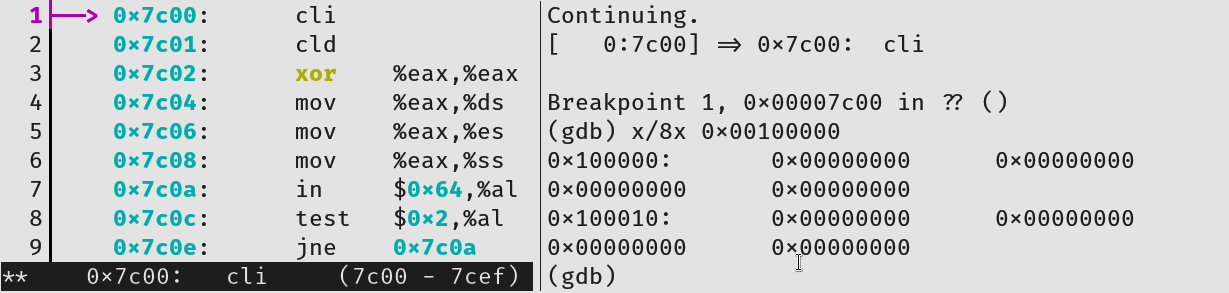 1 0x7c00: cli
2 0x7c01: cld
3 0x7c02: xor %eax,%eax
4 0x7c04: mov %eax,%ds
5 0x7c06: mov %eax,%es
6 0x7c08: mov %eax,%ss
7 0x7c0a: in $0x64,%al
8 0x7c0c: test $0x2,%al
9 0x7c0e: jne 0x7c0a
** 0x7c00: cli (7c00 - 7cef)
Continuing.
[ 0:7c00] => 0x7c00: cli
Breakpoint 1, 0x00007c00 in ?? ()
(gdb) x/8x 0x00100000
0x100000: 0x00000000 0x00000000
0x00000000 0x00000000
0x100010: 0x00000000 0x00000000
0x00000000 0x00000000
(gdb)